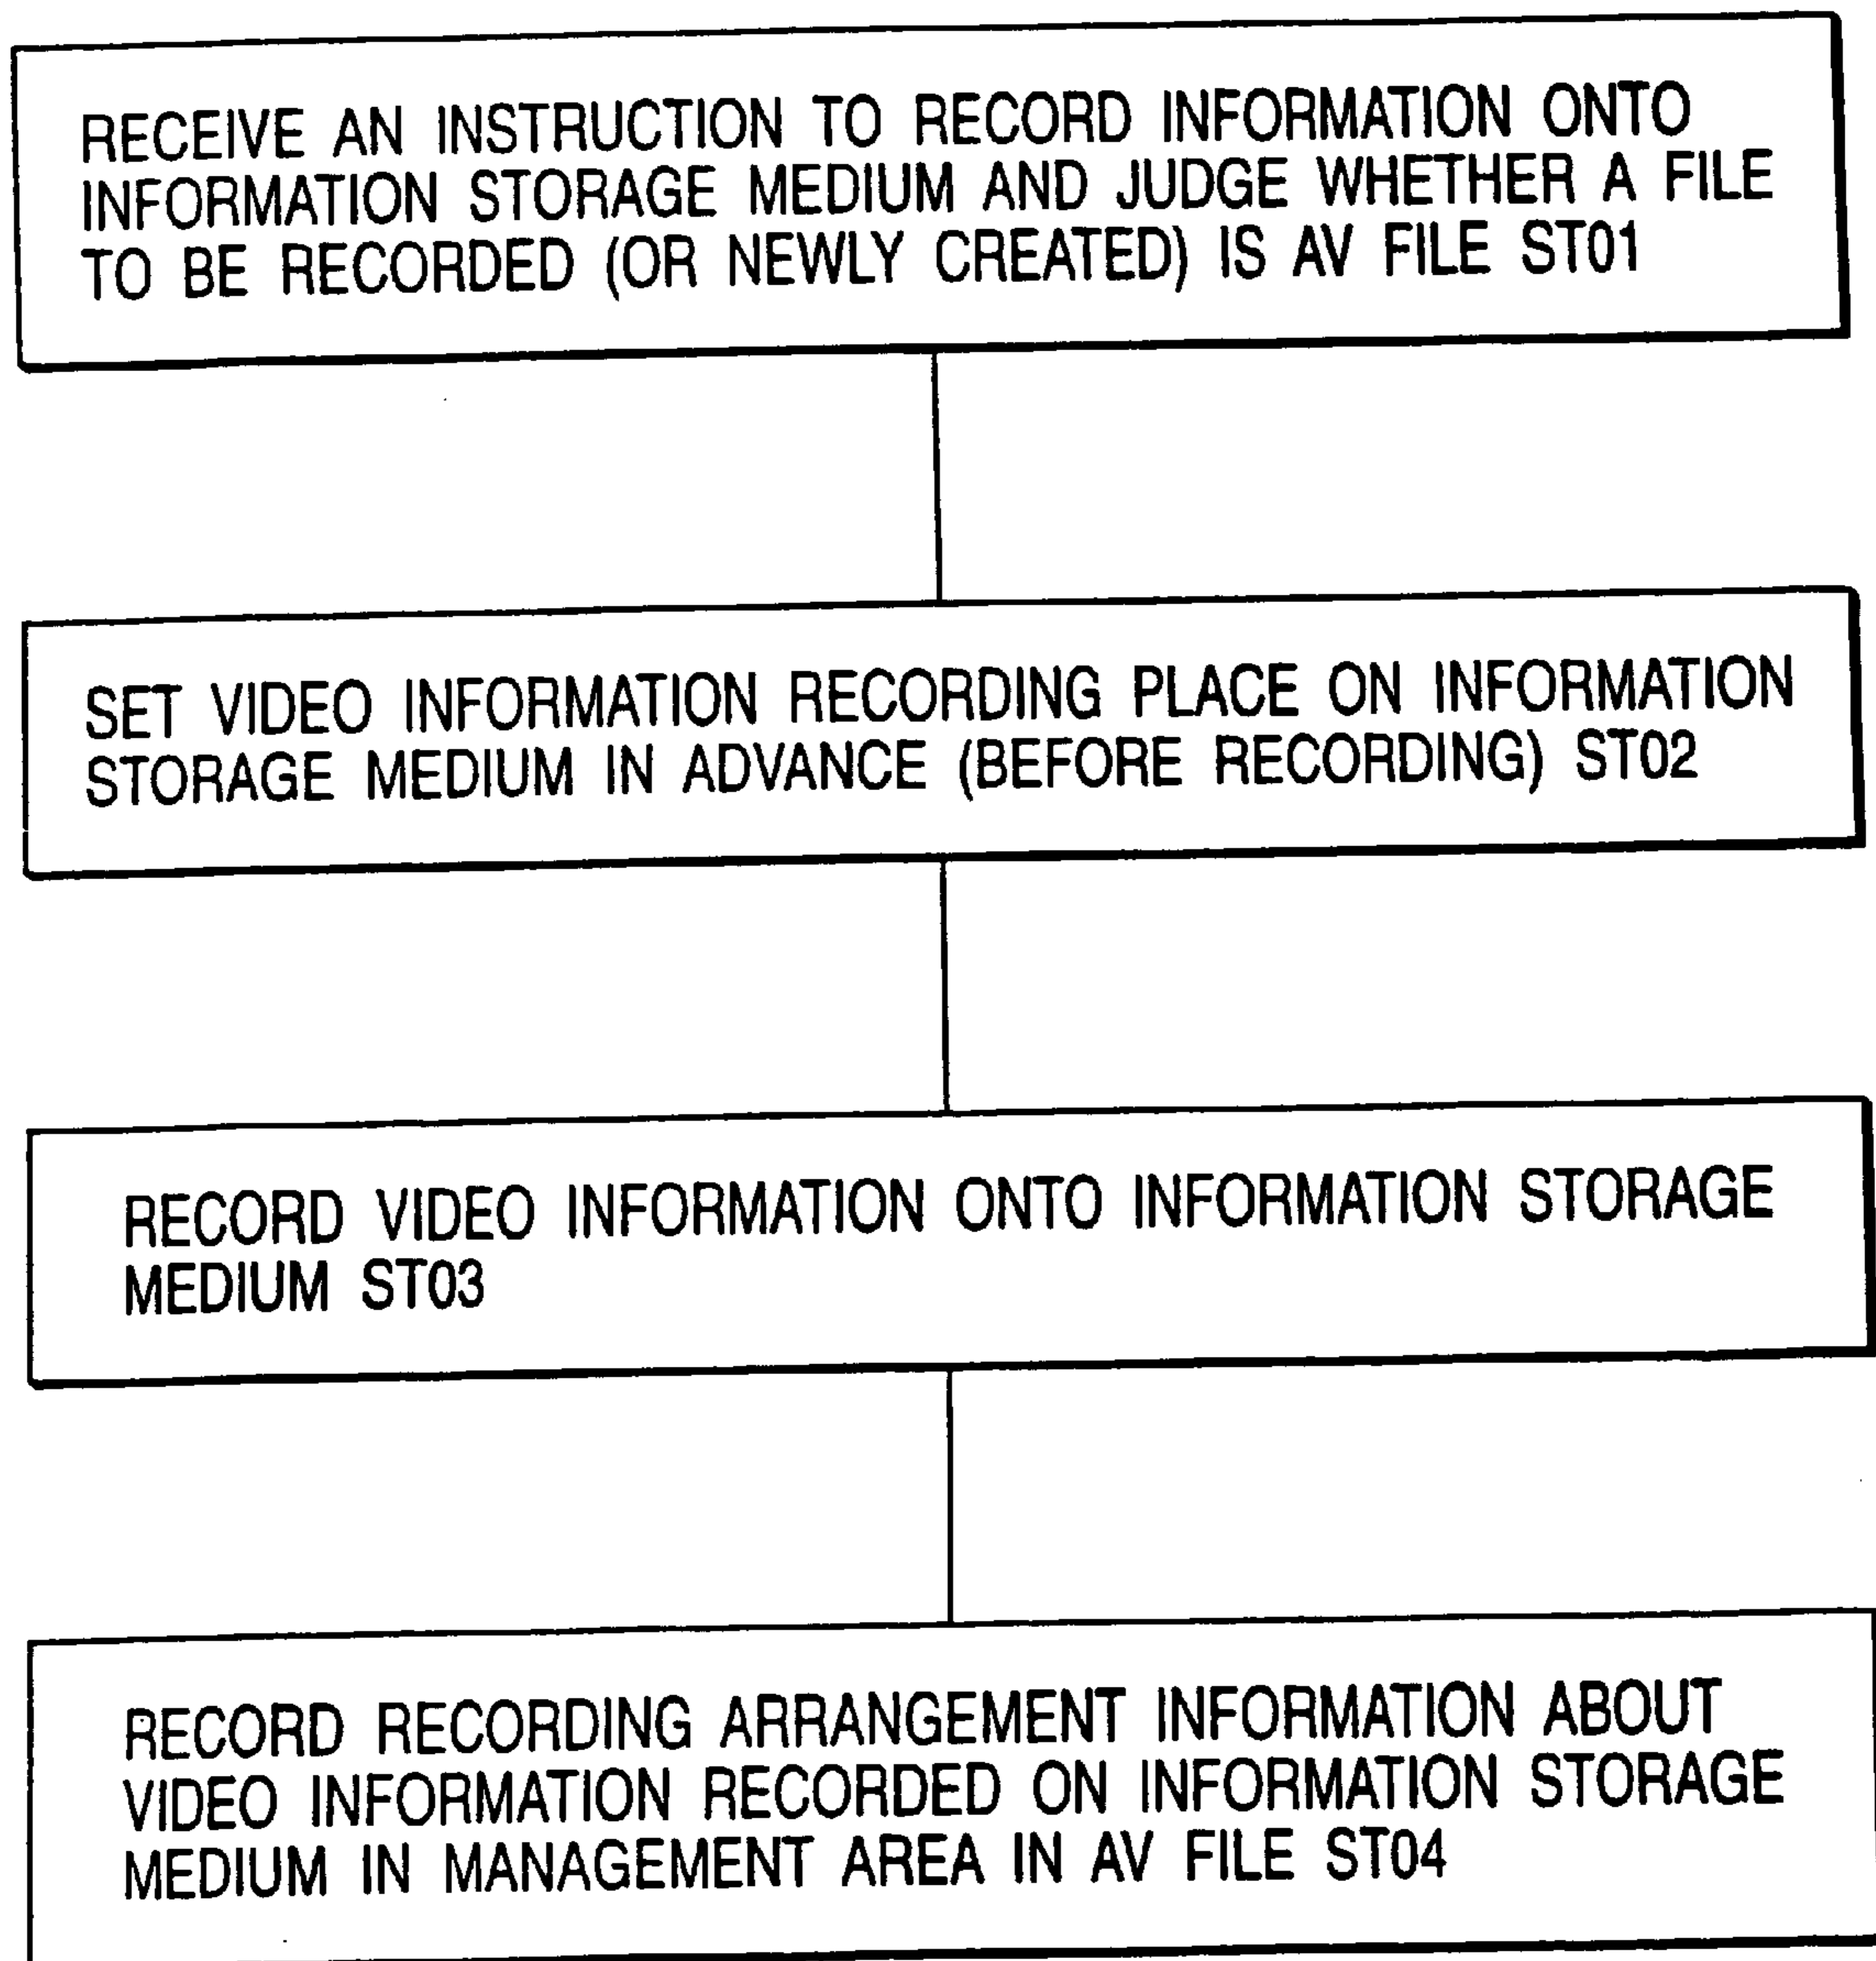 RECEIVE AN INSTRUCTION TO RECORD INFORMATION ONTO
INFORMATION STORAGE MEDIUM AND JUDGE WHETHER A FILE
TO BE RECORDED (OR NEWLY CREATED) IS AV FILE ST01
SET VIDEO INFORMATION RECORDING PLACE ON INFORMATION
STORAGE MEDIUM IN ADVANCE (BEFORE RECORDING) ST02
RECORD VIDEO INFORMATION ONTO INFORMATION STORAGE
MEDIUM ST03
RECORD RECORDING ARRANGEMENT INFORMATION ABOUT
VIDEO INFORMATION RECORDED ON INFORMATION STORAGE
MEDIUM IN MANAGEMENT AREA IN AV FILE ST04